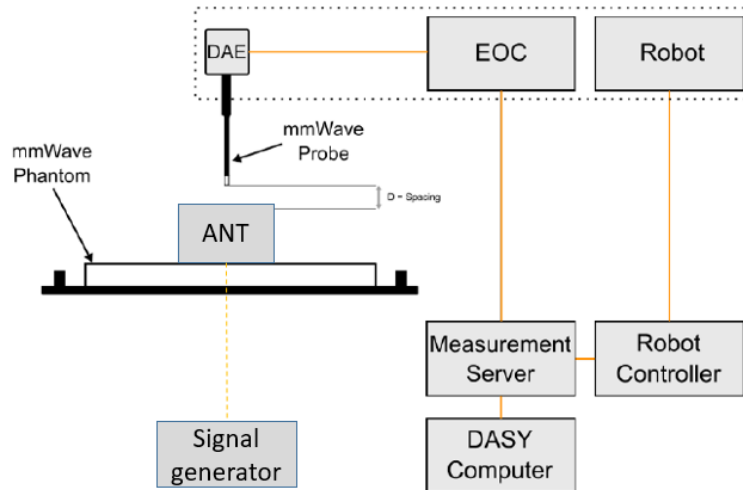 DAE
EOC
Robot
mmWave
Probe
mmWave
Phantom
D = Spacing
ANT
Measurement
Server
Robot
Controller
Signal
generator
DASY
Computer